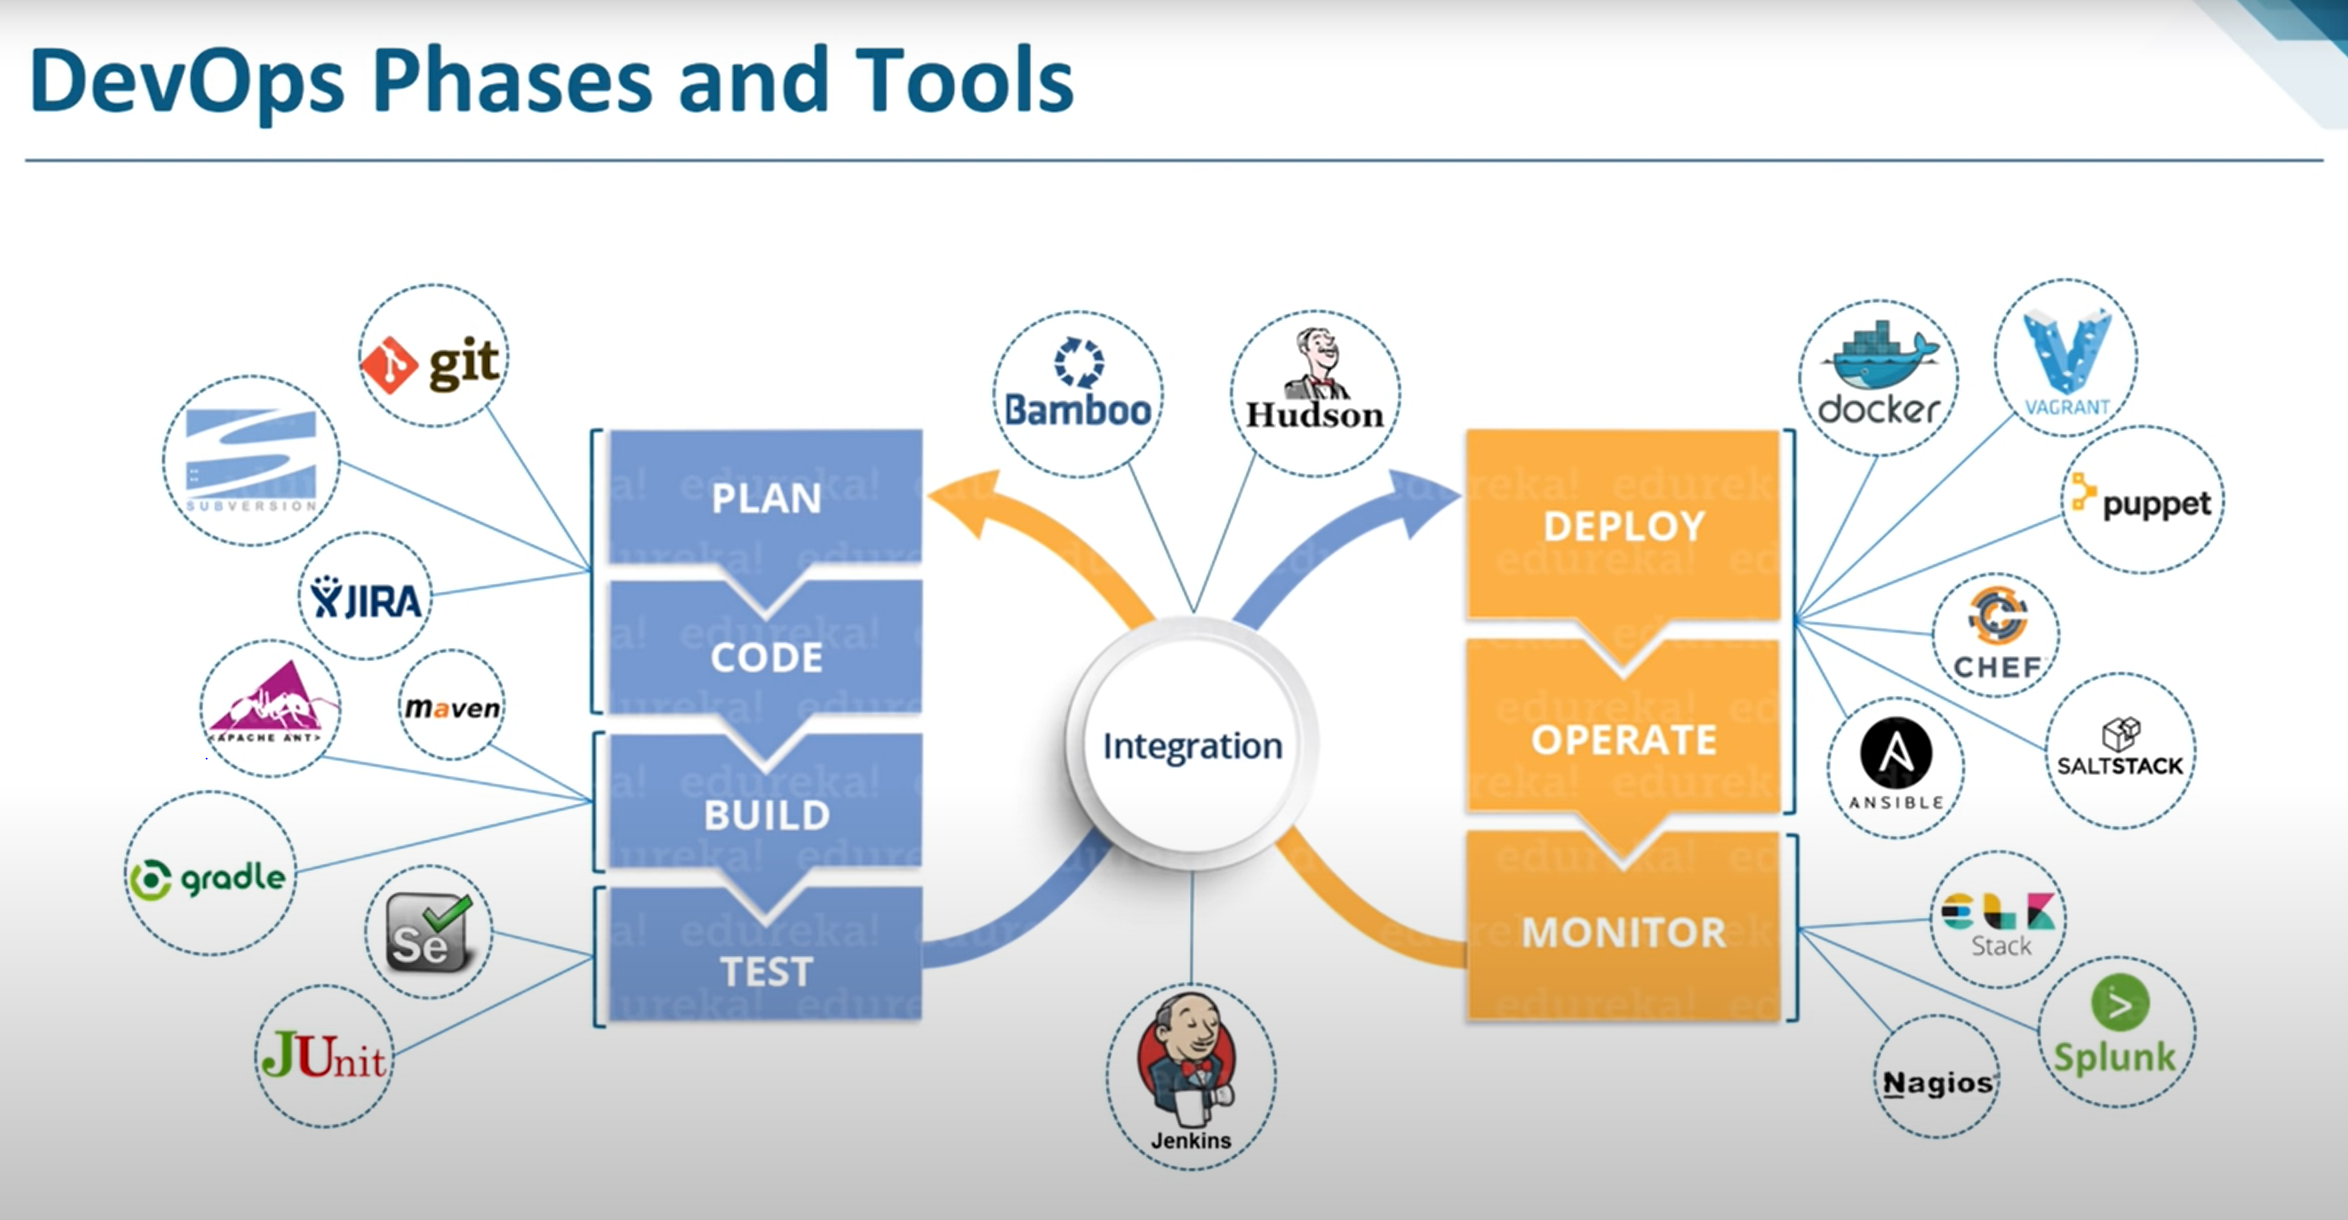 DevOps Phases and Tools
git
SUBVERSION
JIRA
<APACHE ANT>
maven
gradle
Se
JUnit
PLAN
CODE
BUILD
TEST
Bamboo
Hudson
Integration
Jenkins
DEPLOY
OPERATE
MONITOR
docker
VAGRANT
puppet
CHEF
SALTSTACK
ANSIBLE
ELK
Stack
Splunk
Nagios
edureka!